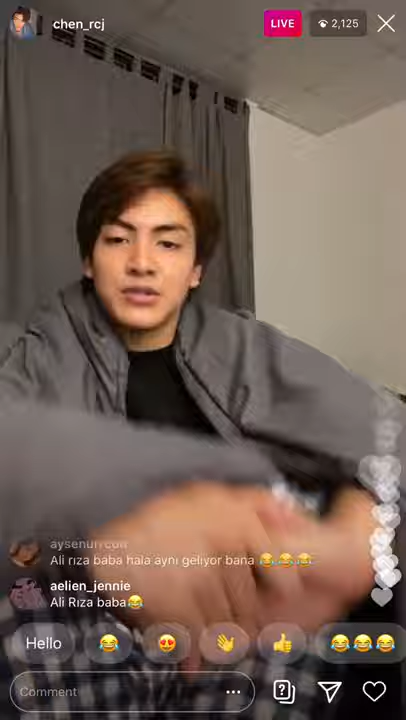 chen_rcj
LIVE
2,125
Ali rıza baba hala aynı geliyor bana 😂😂😂
aelien_jennie
Ali Rıza baba😂
Hello
Comment